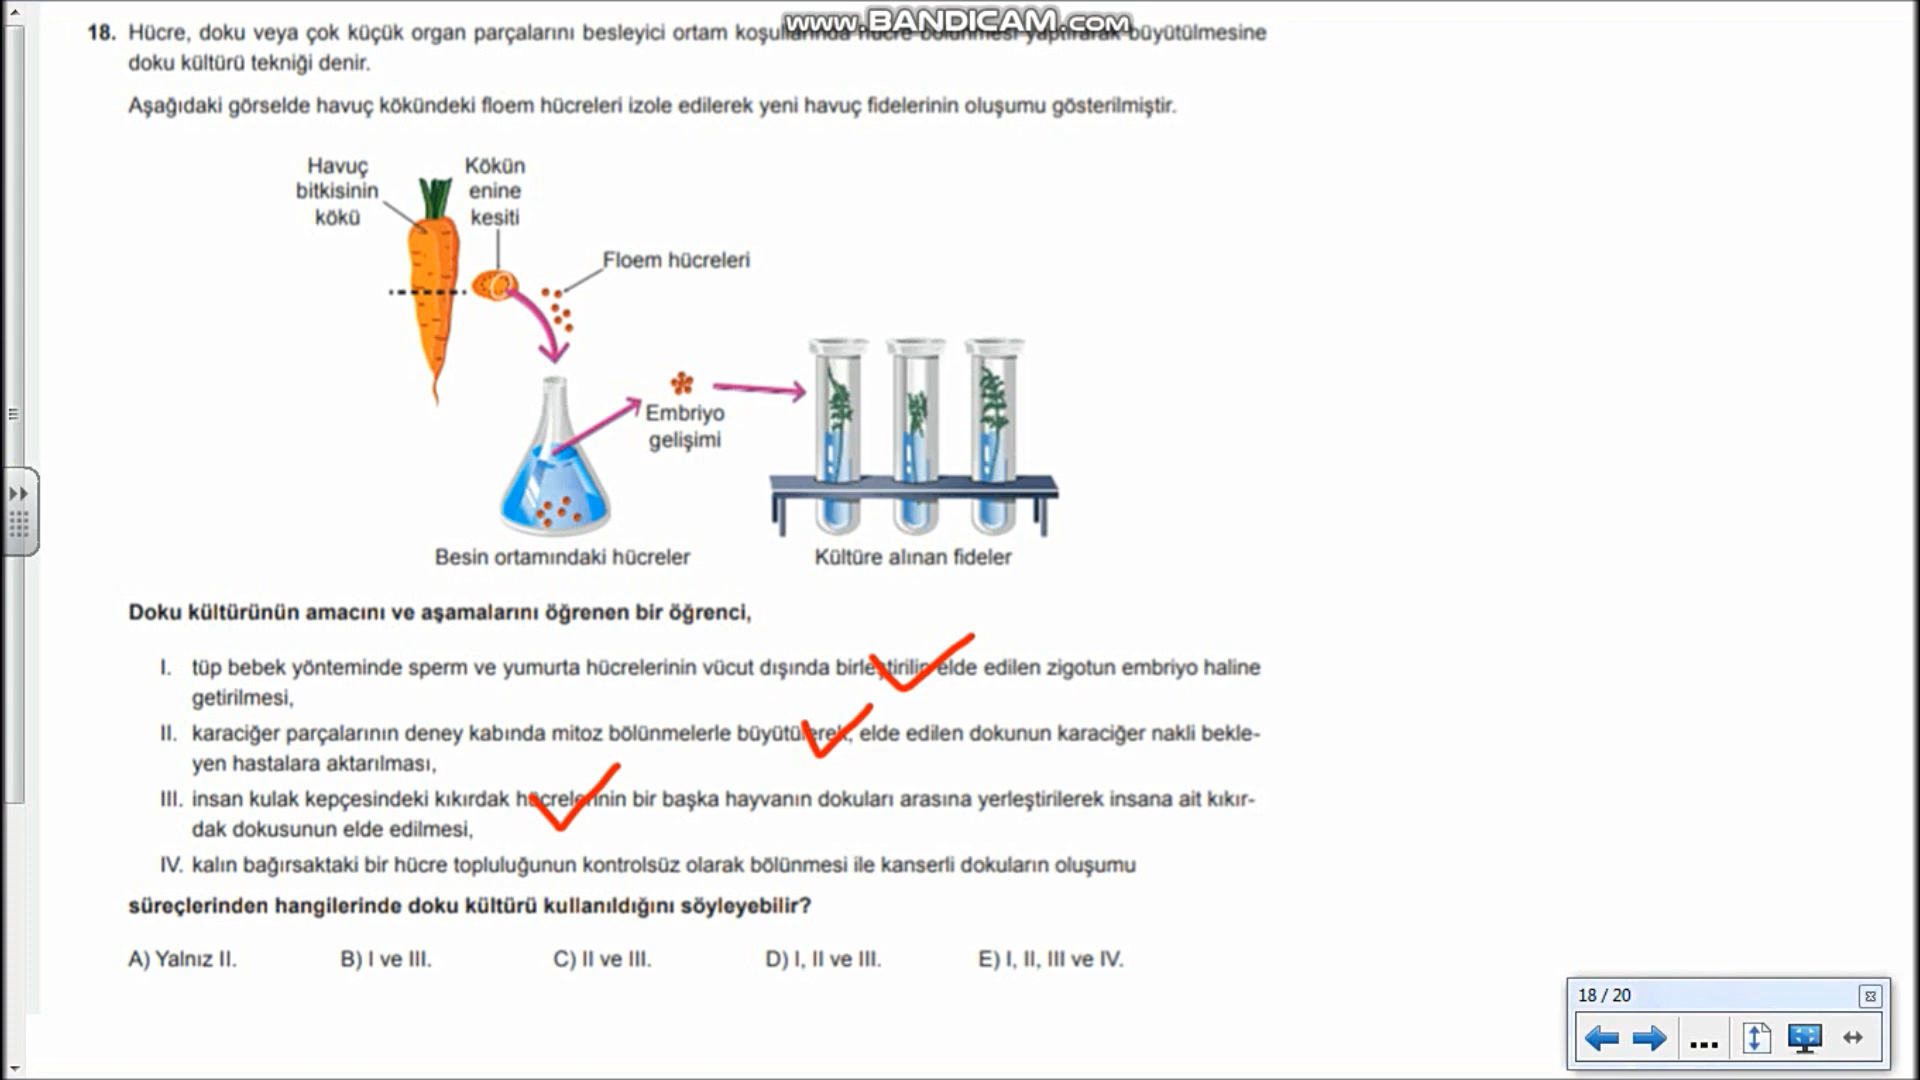 www.BANDICAM.com
18. Hücre, doku veya çok küçük organ parçalarını besleyici ortam koşullarında hücre bölünmesi yaptırarak büyütülmesine
doku kültürü tekniği denir.
Aşağıdaki görselde havuç kökündeki floem hücreleri izole edilerek yeni havuç fidelerinin oluşumu gösterilmiştir.
Havuç
bitkisinin
kökü
Kökün
enine
kesiti
Floem hücreleri
Embriyo
gelişimi
Besin ortamındaki hücreler
Kültüre alınan fideler
Doku kültürünün amacını ve aşamalarını öğrenen bir öğrenci,
I. tüp bebek yönteminde sperm ve yumurta hücrelerinin vücut dışında birleştirilip elde edilen zigotun embriyo haline
getirilmesi,
II. karaciğer parçalarının deney kabında mitoz bölünmelerle büyütülerek, elde edilen dokunun karaciğer nakli bekle-
yen hastalara aktarılması,
III. insan kulak kepçesindeki kıkırdak hücrelerinin bir başka hayvanın dokuları arasına yerleştirilerek insana ait kıkır-
dak dokusunun elde edilmesi,
IV. kalın bağırsaktaki bir hücre topluluğunun kontrolsüz olarak bölünmesi ile kanserli dokuların oluşumu
süreçlerinden hangilerinde doku kültürü kullanıldığını söyleyebilir?
A) Yalnız II. B) I ve III. C) II ve III. D) I, II ve III. E) I, II, III ve IV.
18 / 20